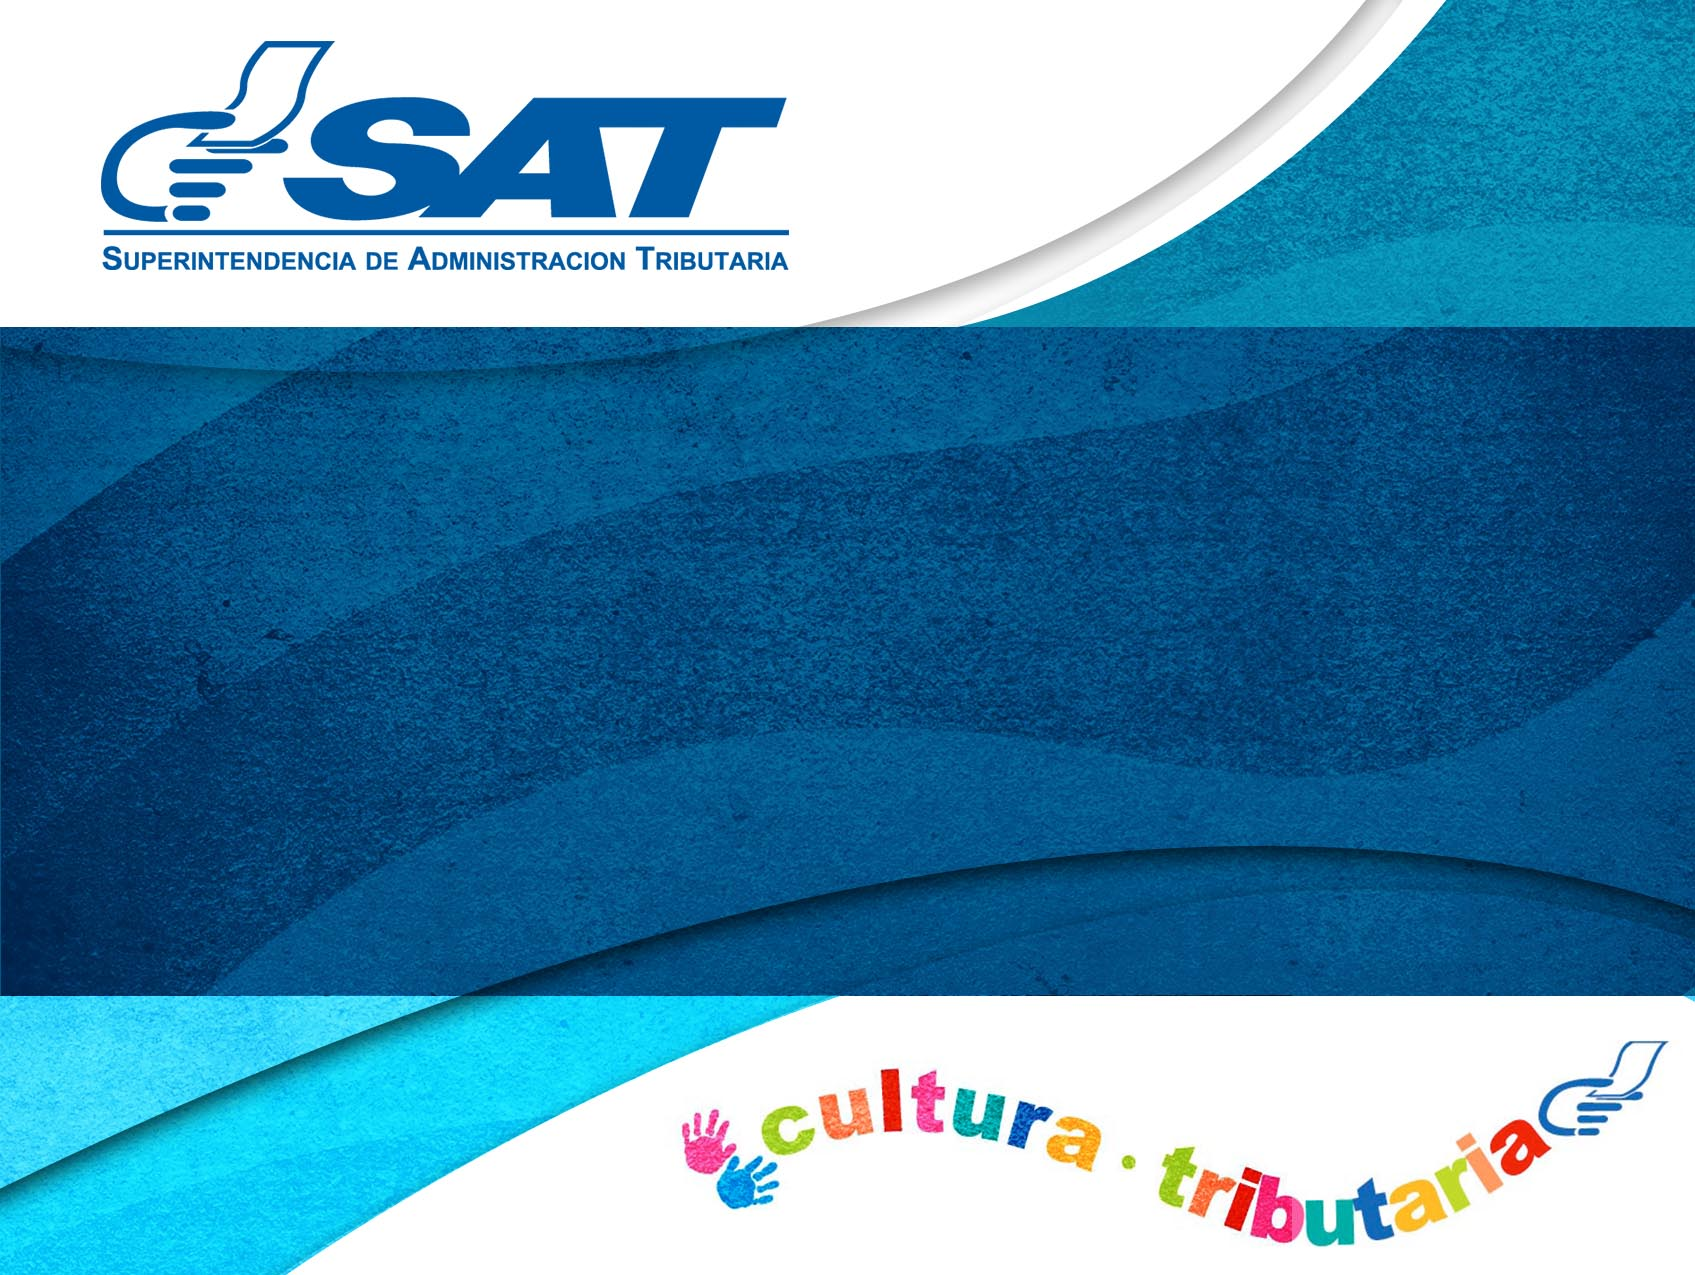 SAT
SUPERINTENDENCIA DE ADMINISTRACION TRIBUTARIA
cultura · tributaria